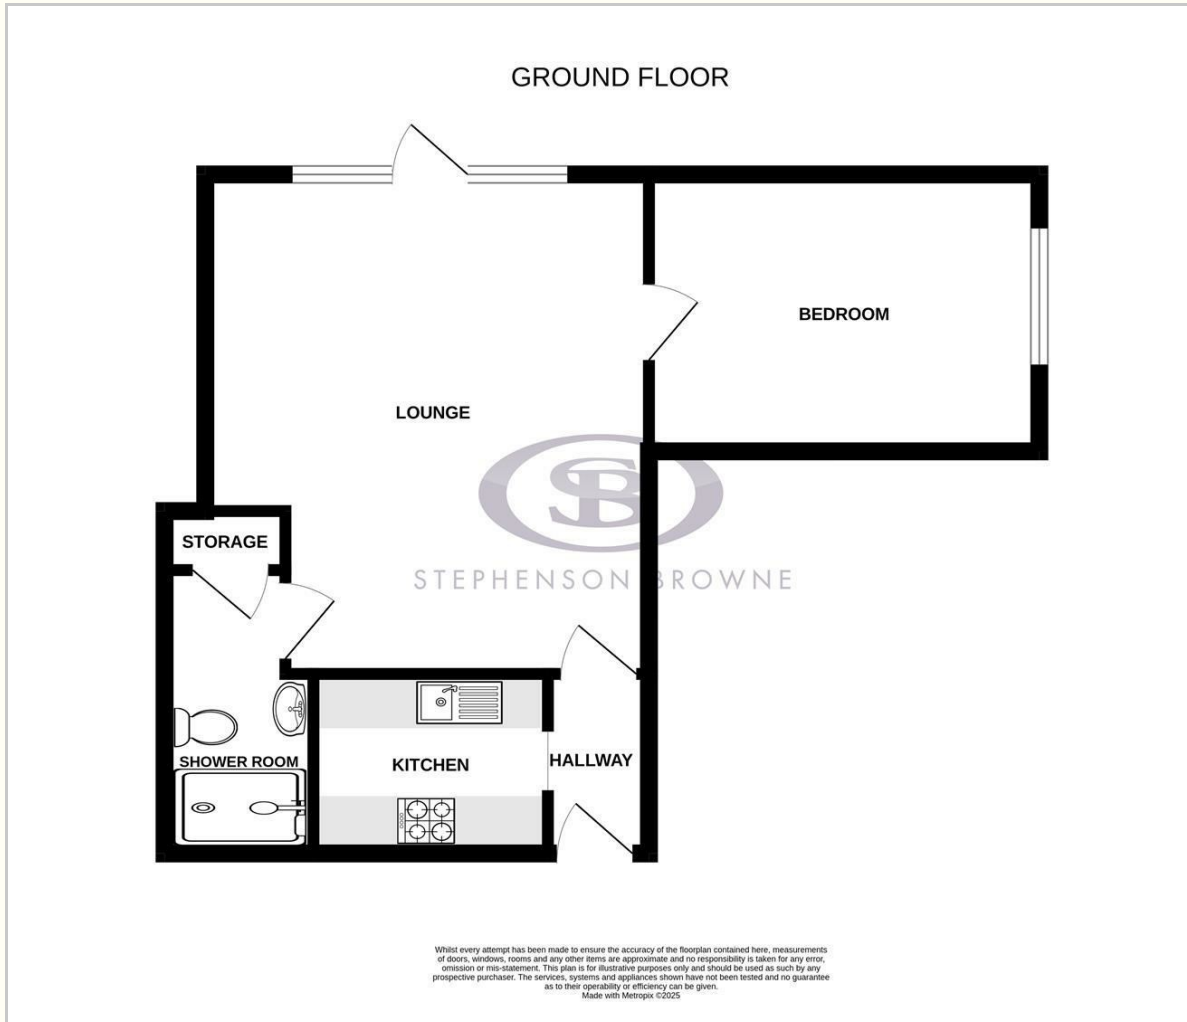 GROUND FLOOR
BEDROOM
LOUNGE
SB
STEPHENSON BROWNE
STORAGE
SHOWER ROOM
KITCHEN
HALLWAY
Whilst every attempt has been made to ensure the accuracy of the floorplan contained here, measurements
of doors, windows, rooms and any other items are approximate and no responsibility is taken for any error,
omission or mis-statement. This plan is for illustrative purposes only and should be used as such by any
prospective purchaser. The services, systems and appliances shown have not been tested and no guarantee
as to their operability or efficiency can be given.
Made with Metropix ©2025